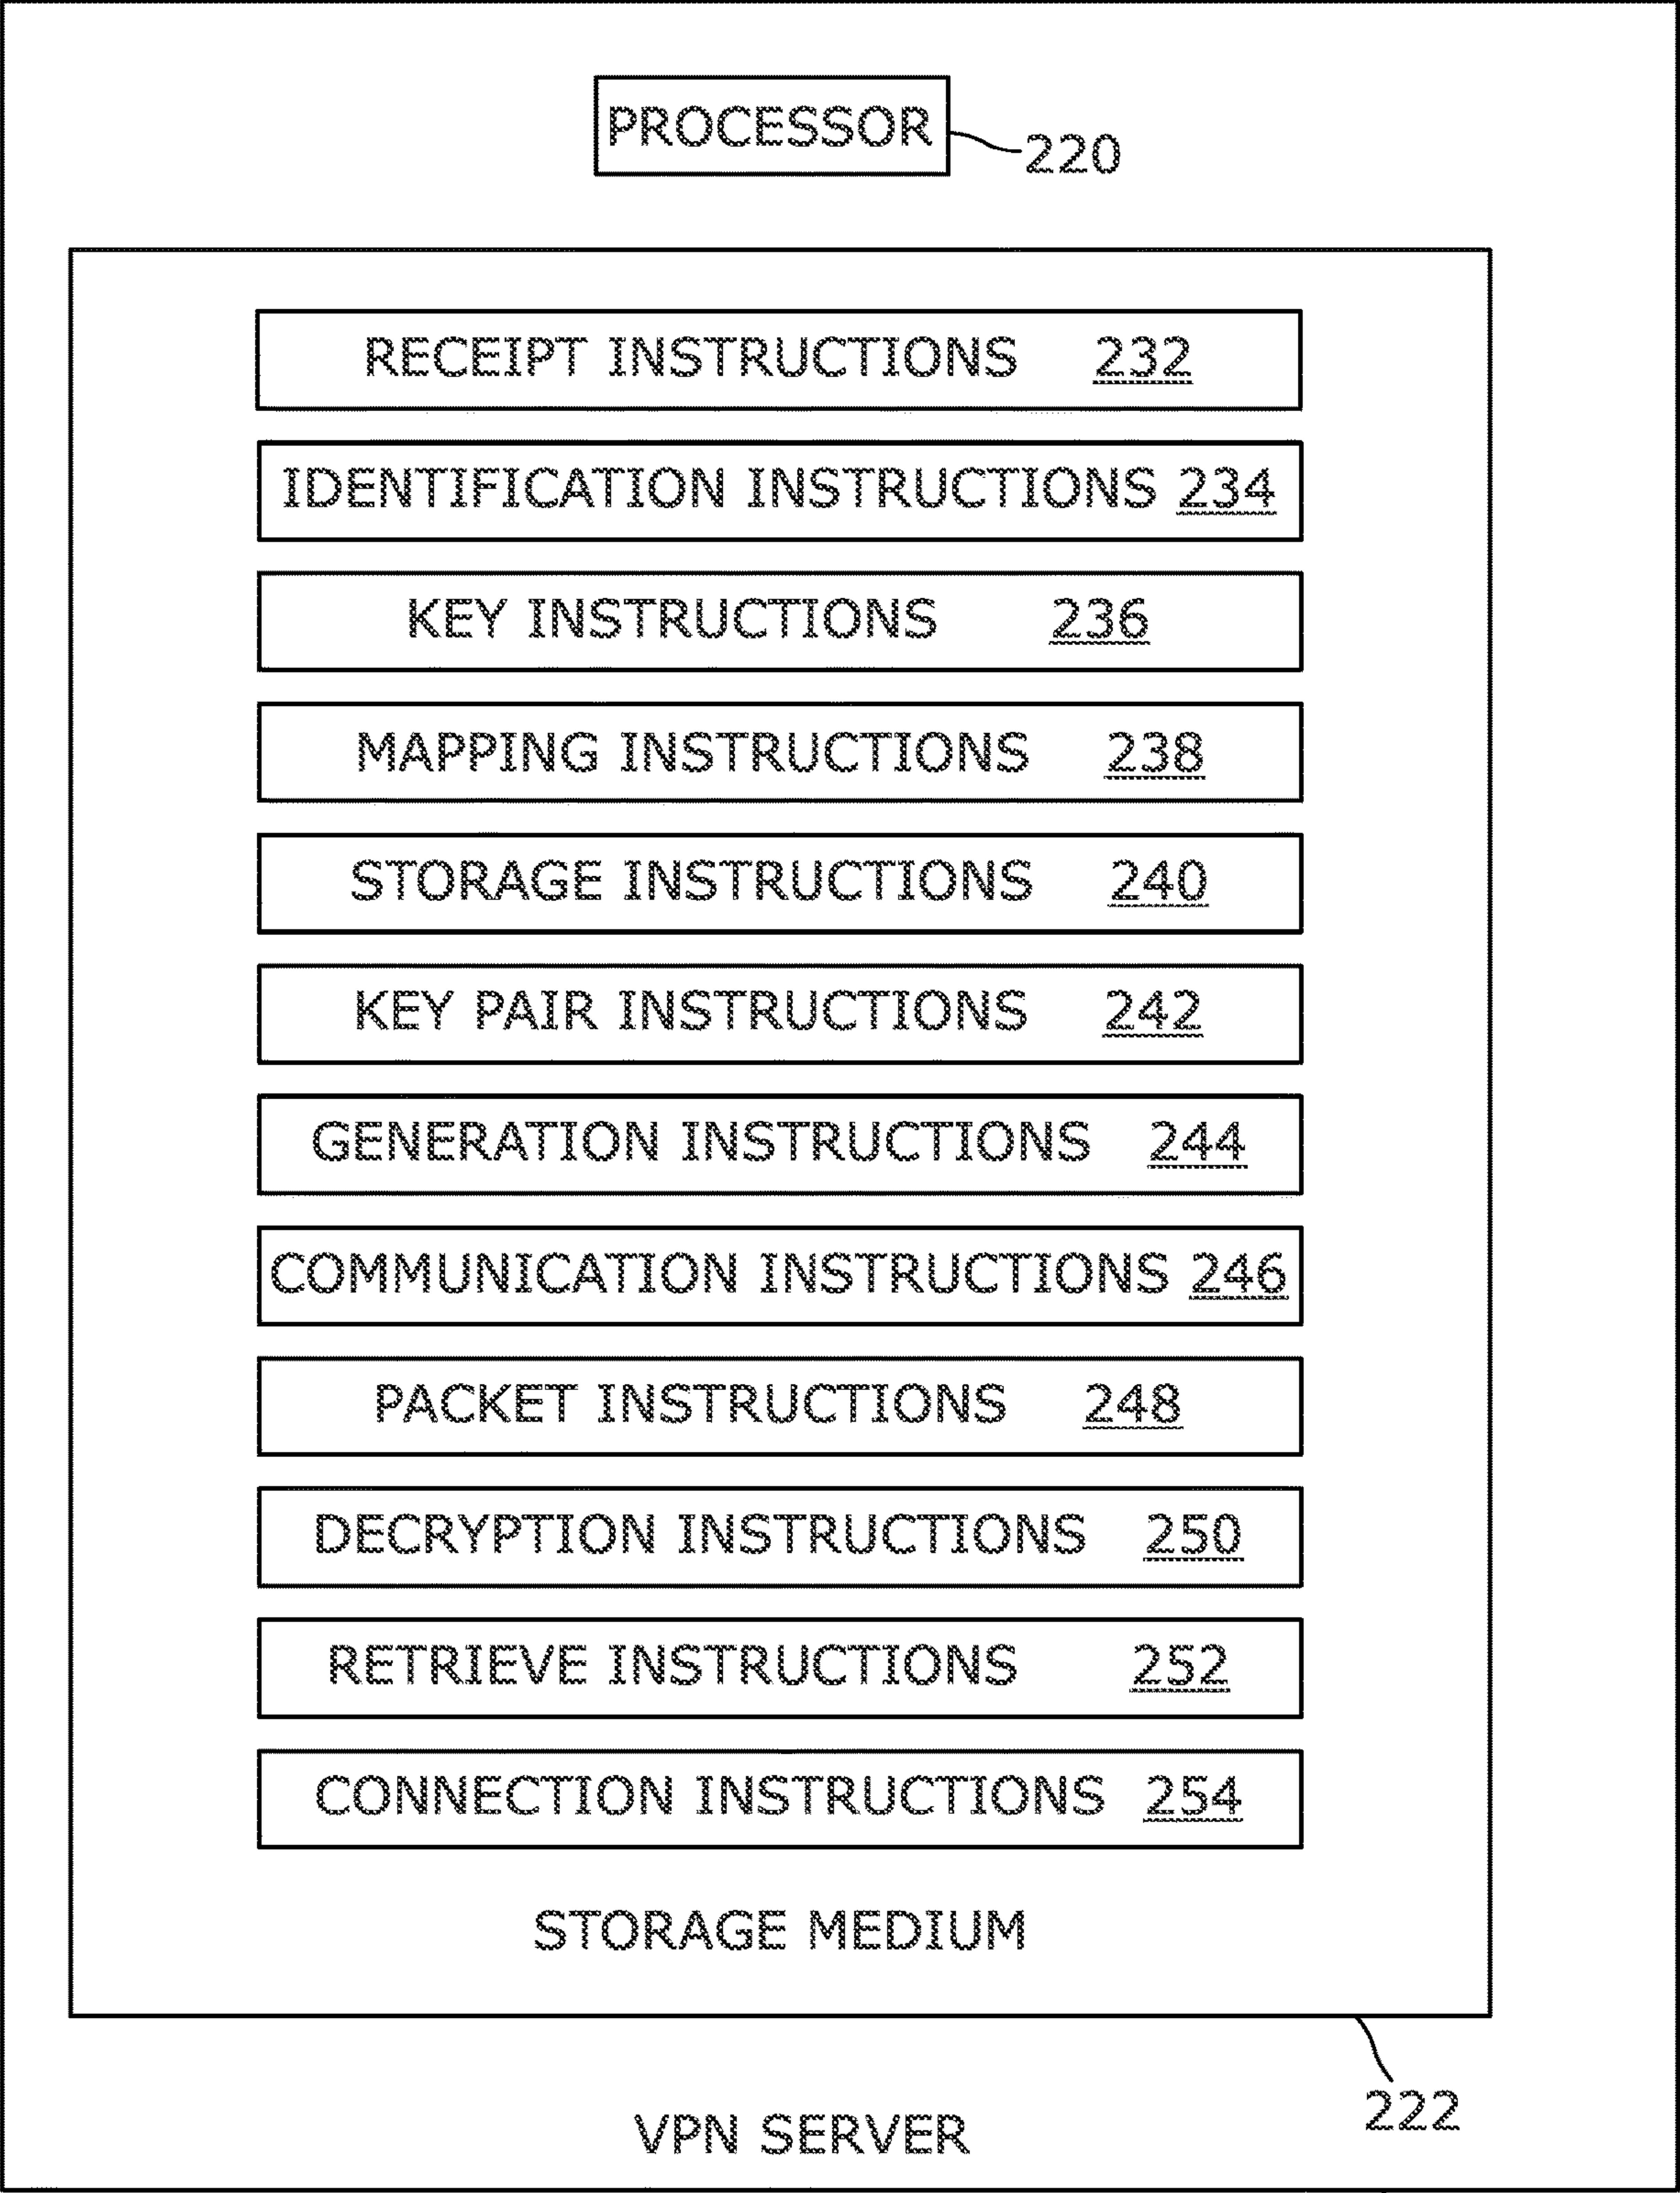 PROCESSOR
220
RECEIPT INSTRUCTIONS 232
IDENTIFICATION INSTRUCTIONS 234
KEY INSTRUCTIONS 236
MAPPING INSTRUCTIONS 238
STORAGE INSTRUCTIONS 240
KEY PAIR INSTRUCTIONS 242
GENERATION INSTRUCTIONS 244
COMMUNICATION INSTRUCTIONS 246
PACKET INSTRUCTIONS 248
DECRYPTION INSTRUCTIONS 250
RETRIEVE INSTRUCTIONS 252
CONNECTION INSTRUCTIONS 254
STORAGE MEDIUM
222
VPN SERVER